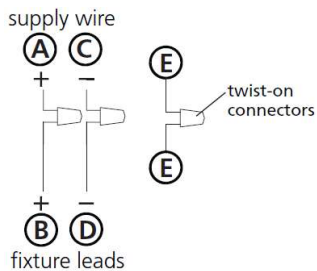 supply wire
A C
+ −
E
twist-on
connectors
E
+ −
B D
fixture leads